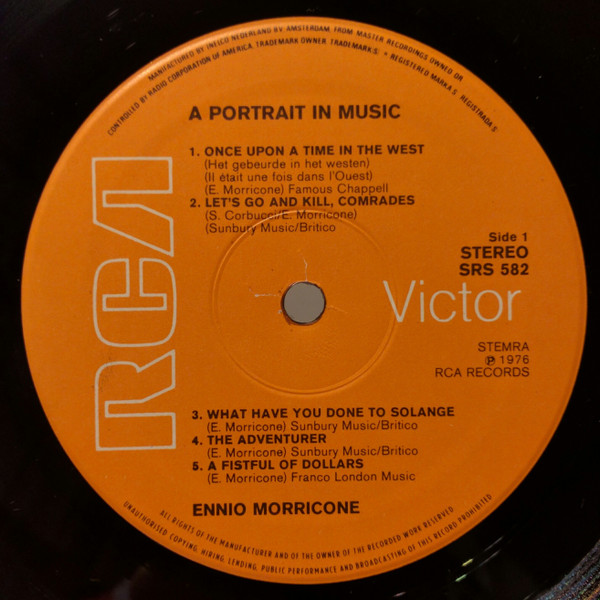 MANUFACTURED BY INELCO NEDERLAND BV AMSTERDAM, FROM MASTER RECORDINGS OWNED OR
CONTROLLED BY RADIO CORPORATION OF AMERICA. TRADEMARK OWNER TRADEMARK.S • REGISTERED MARKA.S REGISTRADA.S
A PORTRAIT IN MUSIC
1. ONCE UPON A TIME IN THE WEST
(Het gebeurde in het westen)
(Il était une fois dans l'Ouest)
(E. Morricone) Famous Chappell
2. LET'S GO AND KILL, COMRADES
(S. Corbucci/E. Morricone)
(Sunbury Music/Britico
Side 1
STEREO
SRS 582
RCA
Victor
STEMRA
℗ 1976
RCA RECORDS
3. WHAT HAVE YOU DONE TO SOLANGE
(E. Morricone) Sunbury Music/Britico
4. THE ADVENTURER
(E. Morricone) Sunbury Music/Britico
5. A FISTFUL OF DOLLARS
(E. Morricone) Franco London Music
ENNIO MORRICONE
ALL RIGHTS OF THE MANUFACTURER AND OF THE OWNER OF THE RECORDED WORK RESERVED
UNAUTHORISED COPYING, HIRING, LENDING, PUBLIC PERFORMANCE AND BROADCASTING OF THIS RECORD PROHIBITED